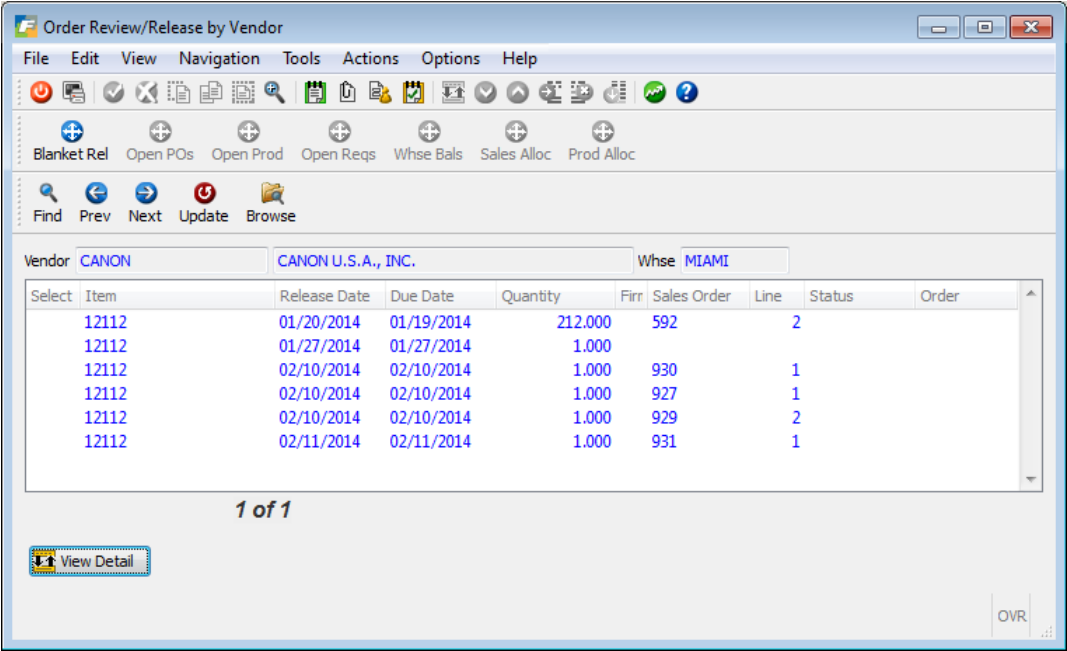 Order Review/Release by Vendor
File Edit View Navigation Tools Actions Options Help
Blanket Rel Open POs Open Prod Open Reqs Whse Bals Sales Alloc Prod Alloc
Find Prev Next Update Browse
Vendor CANON CANON U.S.A., INC. Whse MIAMI
Select Item Release Date Due Date Quantity Firr Sales Order Line Status Order
12112 01/20/2014 01/19/2014 212.000 592 2
12112 01/27/2014 01/27/2014 1.000
12112 02/10/2014 02/10/2014 1.000 930 1
12112 02/10/2014 02/10/2014 1.000 927 1
12112 02/10/2014 02/10/2014 1.000 929 2
12112 02/11/2014 02/11/2014 1.000 931 1
1 of 1
View Detail
OVR